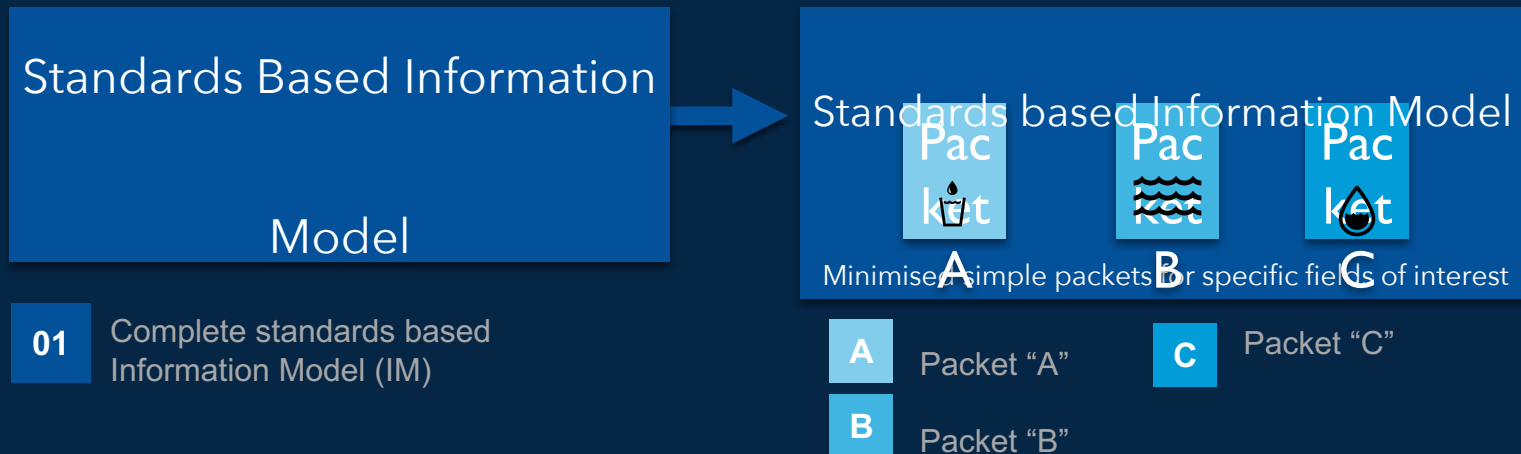 Standards Based Information
Model
01
Complete standards based
Information Model (IM)
Standards based Information Model
Pac
ket
A
Pac
ket
B
Pac
ket
C
Minimised simple packets for specific fields of interest
A
Packet “A”
C
Packet “C”
B
Packet “B”